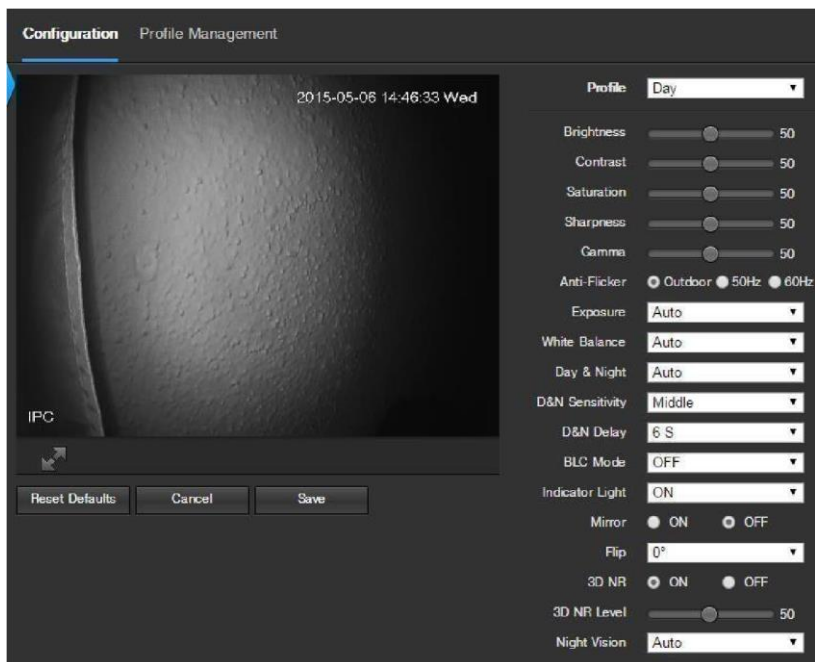 Configuration Profile Management
2015-05-06 14:46:33 Wed
IPC
Reset Defaults Cancel Save
Profile Day
Brightness 50
Contrast 50
Saturation 50
Sharpness 50
Gamma 50
Anti-Flicker Outdoor 50Hz 60Hz
Exposure Auto
White Balance Auto
Day & Night Auto
D&N Sensitivity Middle
D&N Delay 6 S
BLC Mode OFF
Indicator Light ON
Mirror ON OFF
Flip 0°
3D NR ON OFF
3D NR Level 50
Night Vision Auto